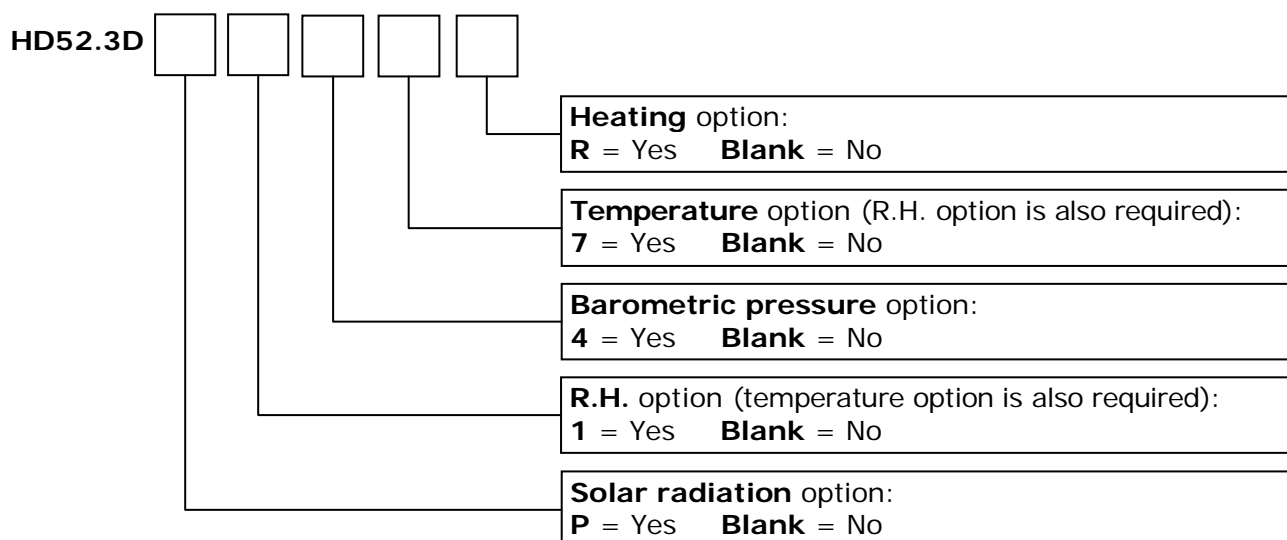 HD52.3D
Heating option:
R = Yes Blank = No
Temperature option (R.H. option is also required):
7 = Yes Blank = No
Barometric pressure option:
4 = Yes Blank = No
R.H. option (temperature option is also required):
1 = Yes Blank = No
Solar radiation option:
P = Yes Blank = No